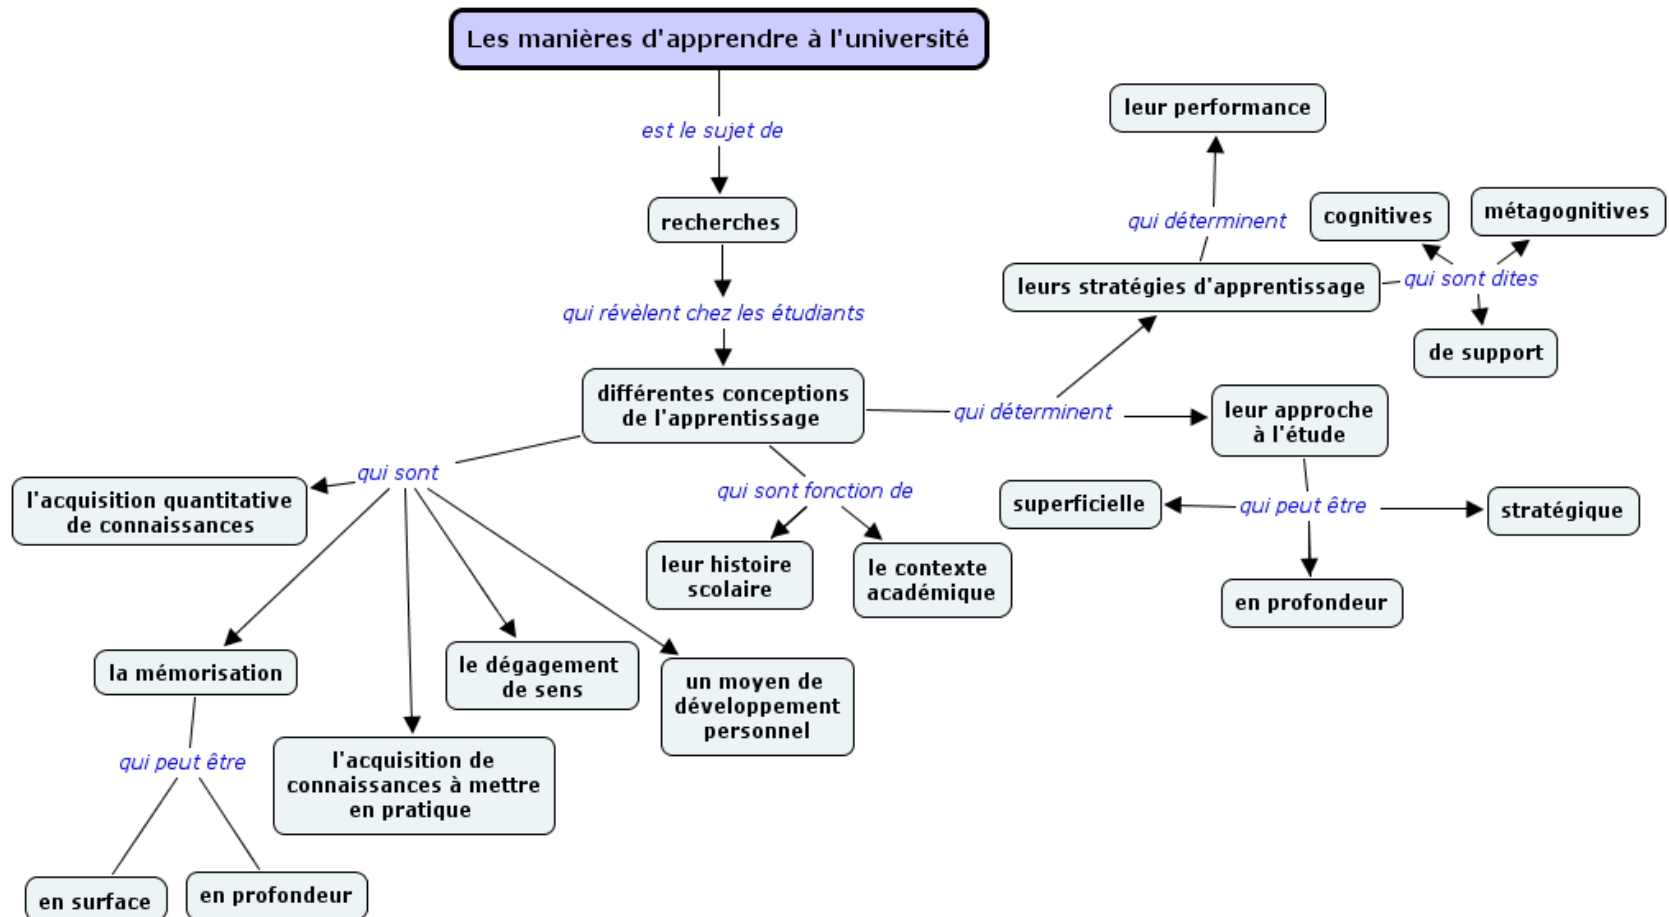 Les manières d'apprendre à l'université
est le sujet de
recherches
qui révèlent chez les étudiants
différentes conceptions
de l'apprentissage
qui déterminent
leurs stratégies d'apprentissage
qui déterminent
leur performance
qui sont dites
cognitives
métagognitives
de support
leur approche
à l'étude
qui peut être
superficielle
stratégique
en profondeur
qui sont fonction de
leur histoire
scolaire
le contexte
académique
qui sont
l'acquisition quantitative
de connaissances
la mémorisation
qui peut être
en surface
en profondeur
l'acquisition de
connaissances à mettre
en pratique
le dégagement
de sens
un moyen de
développement
personnel